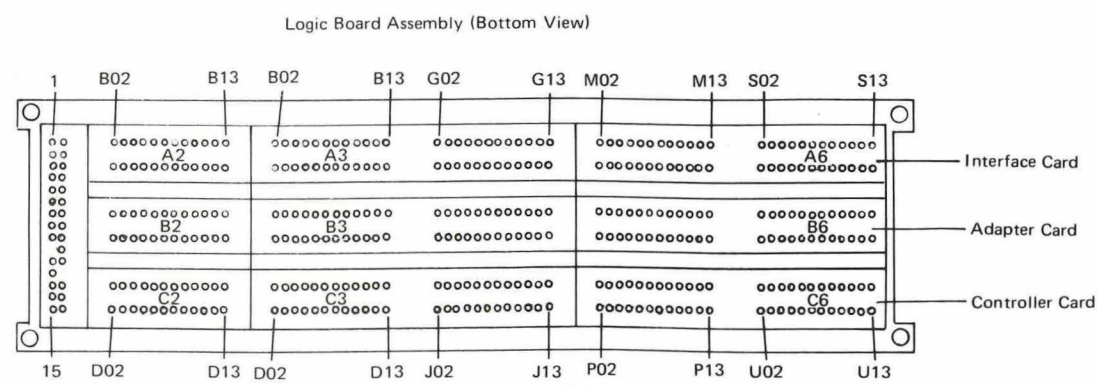 Logic Board Assembly (Bottom View)
1 B02 B13 B02 B13 G02 G13 M02 M13 S02 S13
A2 A3 A6 Interface Card
B2 B3 B6 Adapter Card
C2 C3 C6 Controller Card
15 D02 D13 D02 D13 J02 J13 P02 P13 U02 U13